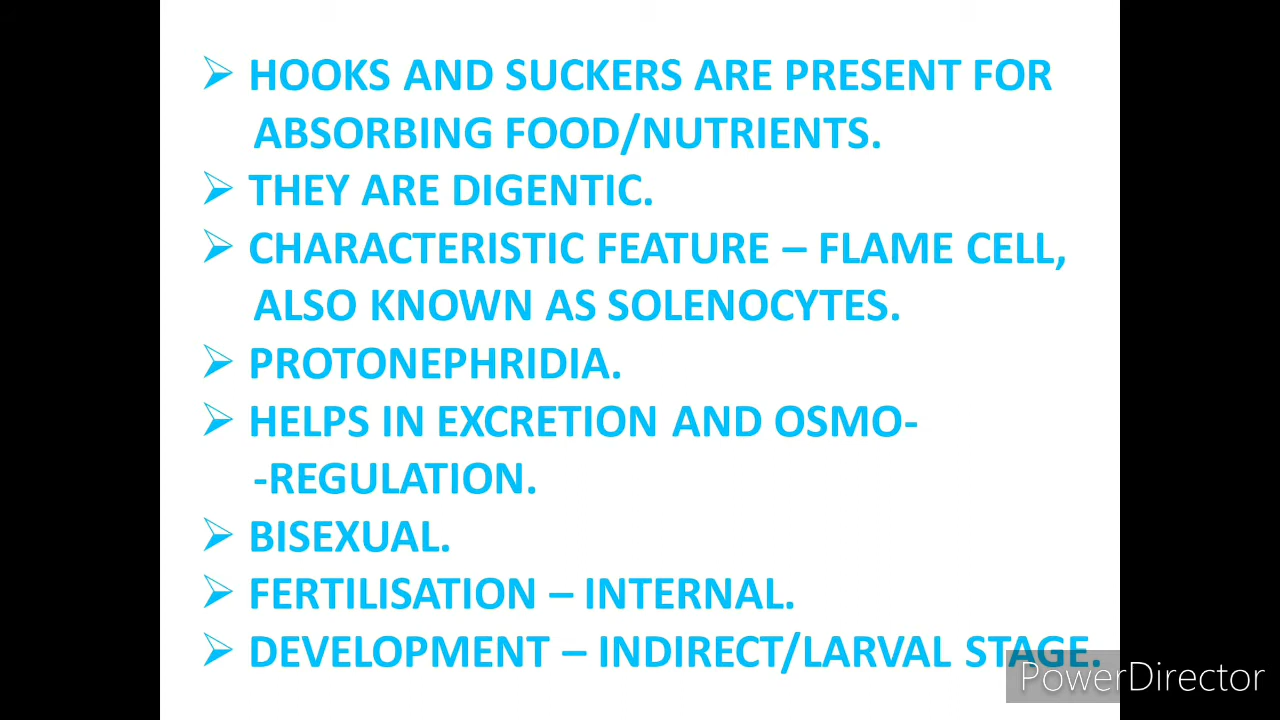 ➢ HOOKS AND SUCKERS ARE PRESENT FOR
ABSORBING FOOD/NUTRIENTS.
➢ THEY ARE DIGENTIC.
➢ CHARACTERISTIC FEATURE – FLAME CELL,
ALSO KNOWN AS SOLENOCYTES.
➢ PROTONEPHRIDIA.
➢ HELPS IN EXCRETION AND OSMO-
-REGULATION.
➢ BISEXUAL.
➢ FERTILISATION – INTERNAL.
➢ DEVELOPMENT – INDIRECT/LARVAL STAGE.
PowerDirector